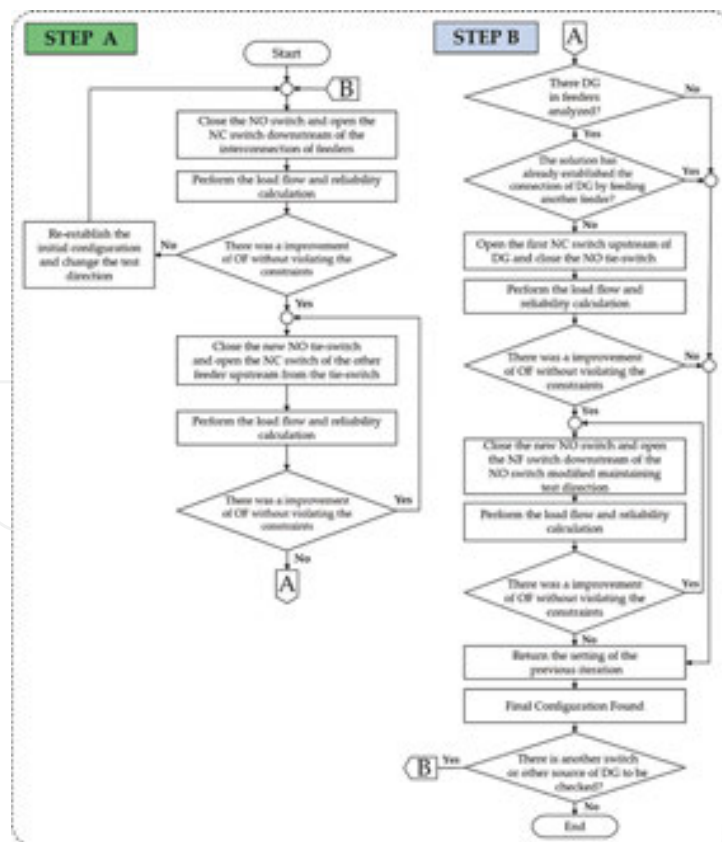 STEP A
Start
B
Close the NO switch and open the
NC switch downstream of the
interconnection of feeders
Perform the load flow and reliability
calculation
Re-establish the
initial configuration
and change the test
direction
No
There was a improvement
of OF without violating the
constraints
Yes
Close the new NO tie-switch
and open the NC switch of the other
feeder upstream from the tie-switch
Perform the load flow and reliability
calculation
There was a improvement
of OF without violating the
constraints
Yes
No
A
STEP B
A
There DG
in feeders
analyzed?
No
Yes
The solution has
already established the
connection of DG by feeding
another feeder?
Yes
No
Open the first NC switch upstream of
DG and close the NO tie-switch
Perform the load flow and
reliability calculation
There was a improvement
of OF without violating the
constraints
No
Yes
Close the new NO switch and open
the NF switch downstream of the
NO switch modified maintaining
test direction
Perform the load flow and reliability
calculation
There was a improvement
of OF without violating the
constraints
Yes
No
Return the setting of the
previous iteration
Final Configuration Found
There is another switch
or other source of DG to be
checked?
Yes
B
No
End